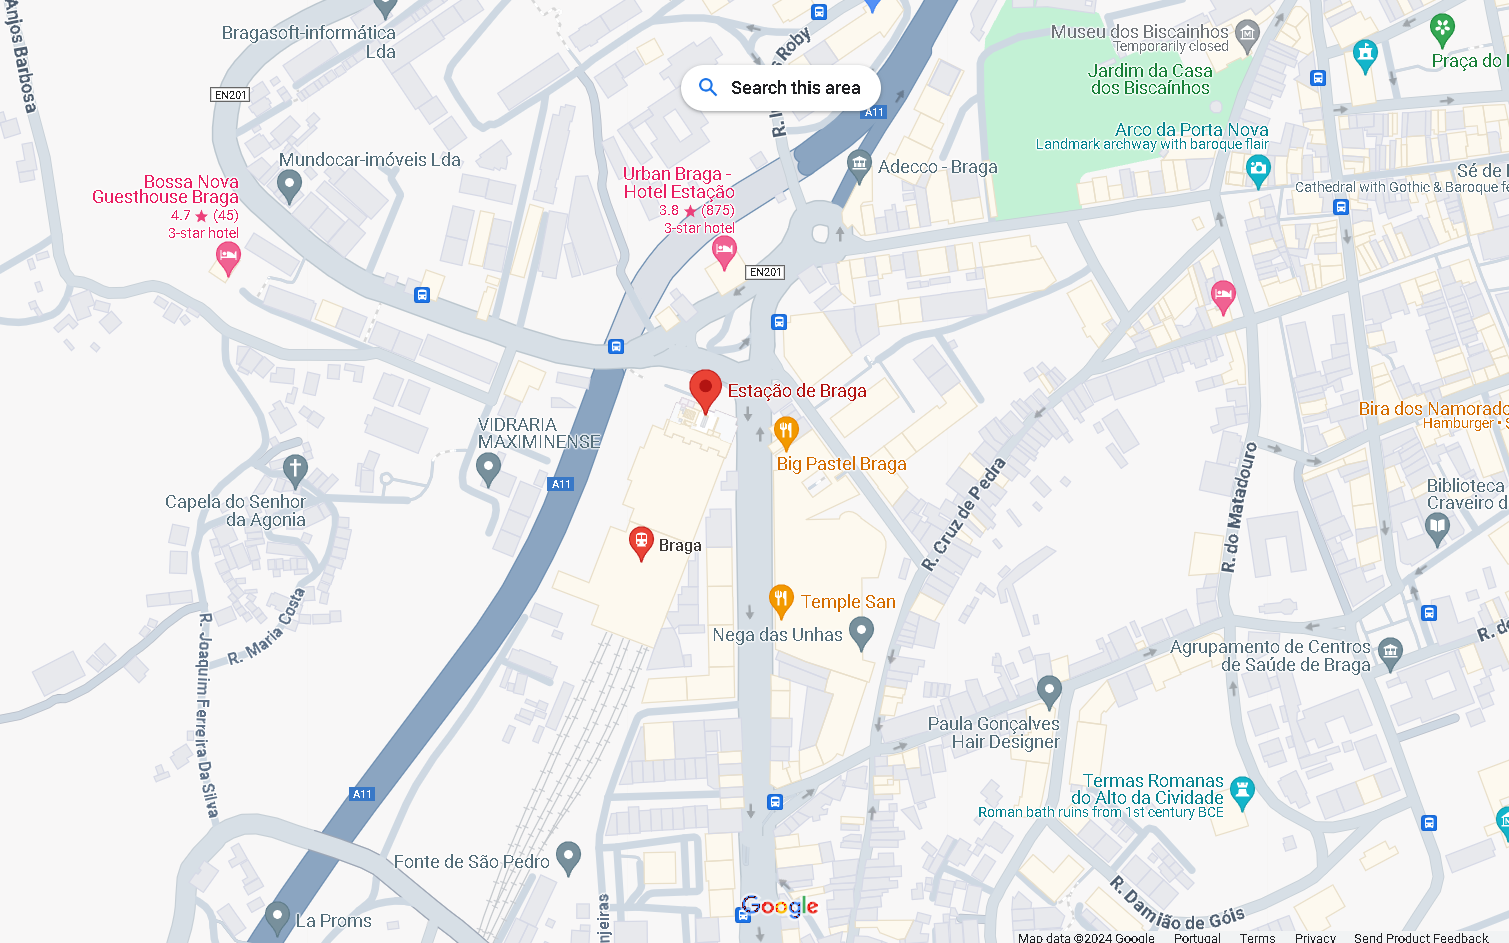 Anjos Barbosa
Bragasoft-informática
Lda
R. I
s Roby
Museu dos Biscainhos
Temporarily closed
Praça do
Jardim da Casa
dos Biscaínhos
Search this area
EN201
A11
Arco da Porta Nova
Landmark archway with baroque flair
Mundocar-imóveis Lda
Adecco - Braga
Sé de
Cathedral with Gothic & Baroque fe
Bossa Nova
Guesthouse Braga
4.7 ★ (45)
3-star hotel
Urban Braga -
Hotel Estação
3.8 ★ (875)
3-star hotel
EN201
Estação de Braga
Bira dos Namorado
Hamburger •
VIDRARIA
MAXIMINENSE
Big Pastel Braga
A11
Capela do Senhor
da Agonia
R. Cruz de Pedra
R. do Matadouro
Biblioteca
Craveiro d
Braga
Temple San
Nega das Unhas
R. Maria Costa
R. Joaquim Ferreira Da Silva
Agrupamento de Centros
de Saúde de Braga
R. de
Paula Gonçalves
Hair Designer
A11
Termas Romanas
do Alto da Cividade
Roman bath ruins from 1st century BCE
Fonte de São Pedro
La Proms
njeiras
R. Damião de Góis
Google
Map data ©2024 Google
Portugal
Terms
Privacy
Send Product Feedback